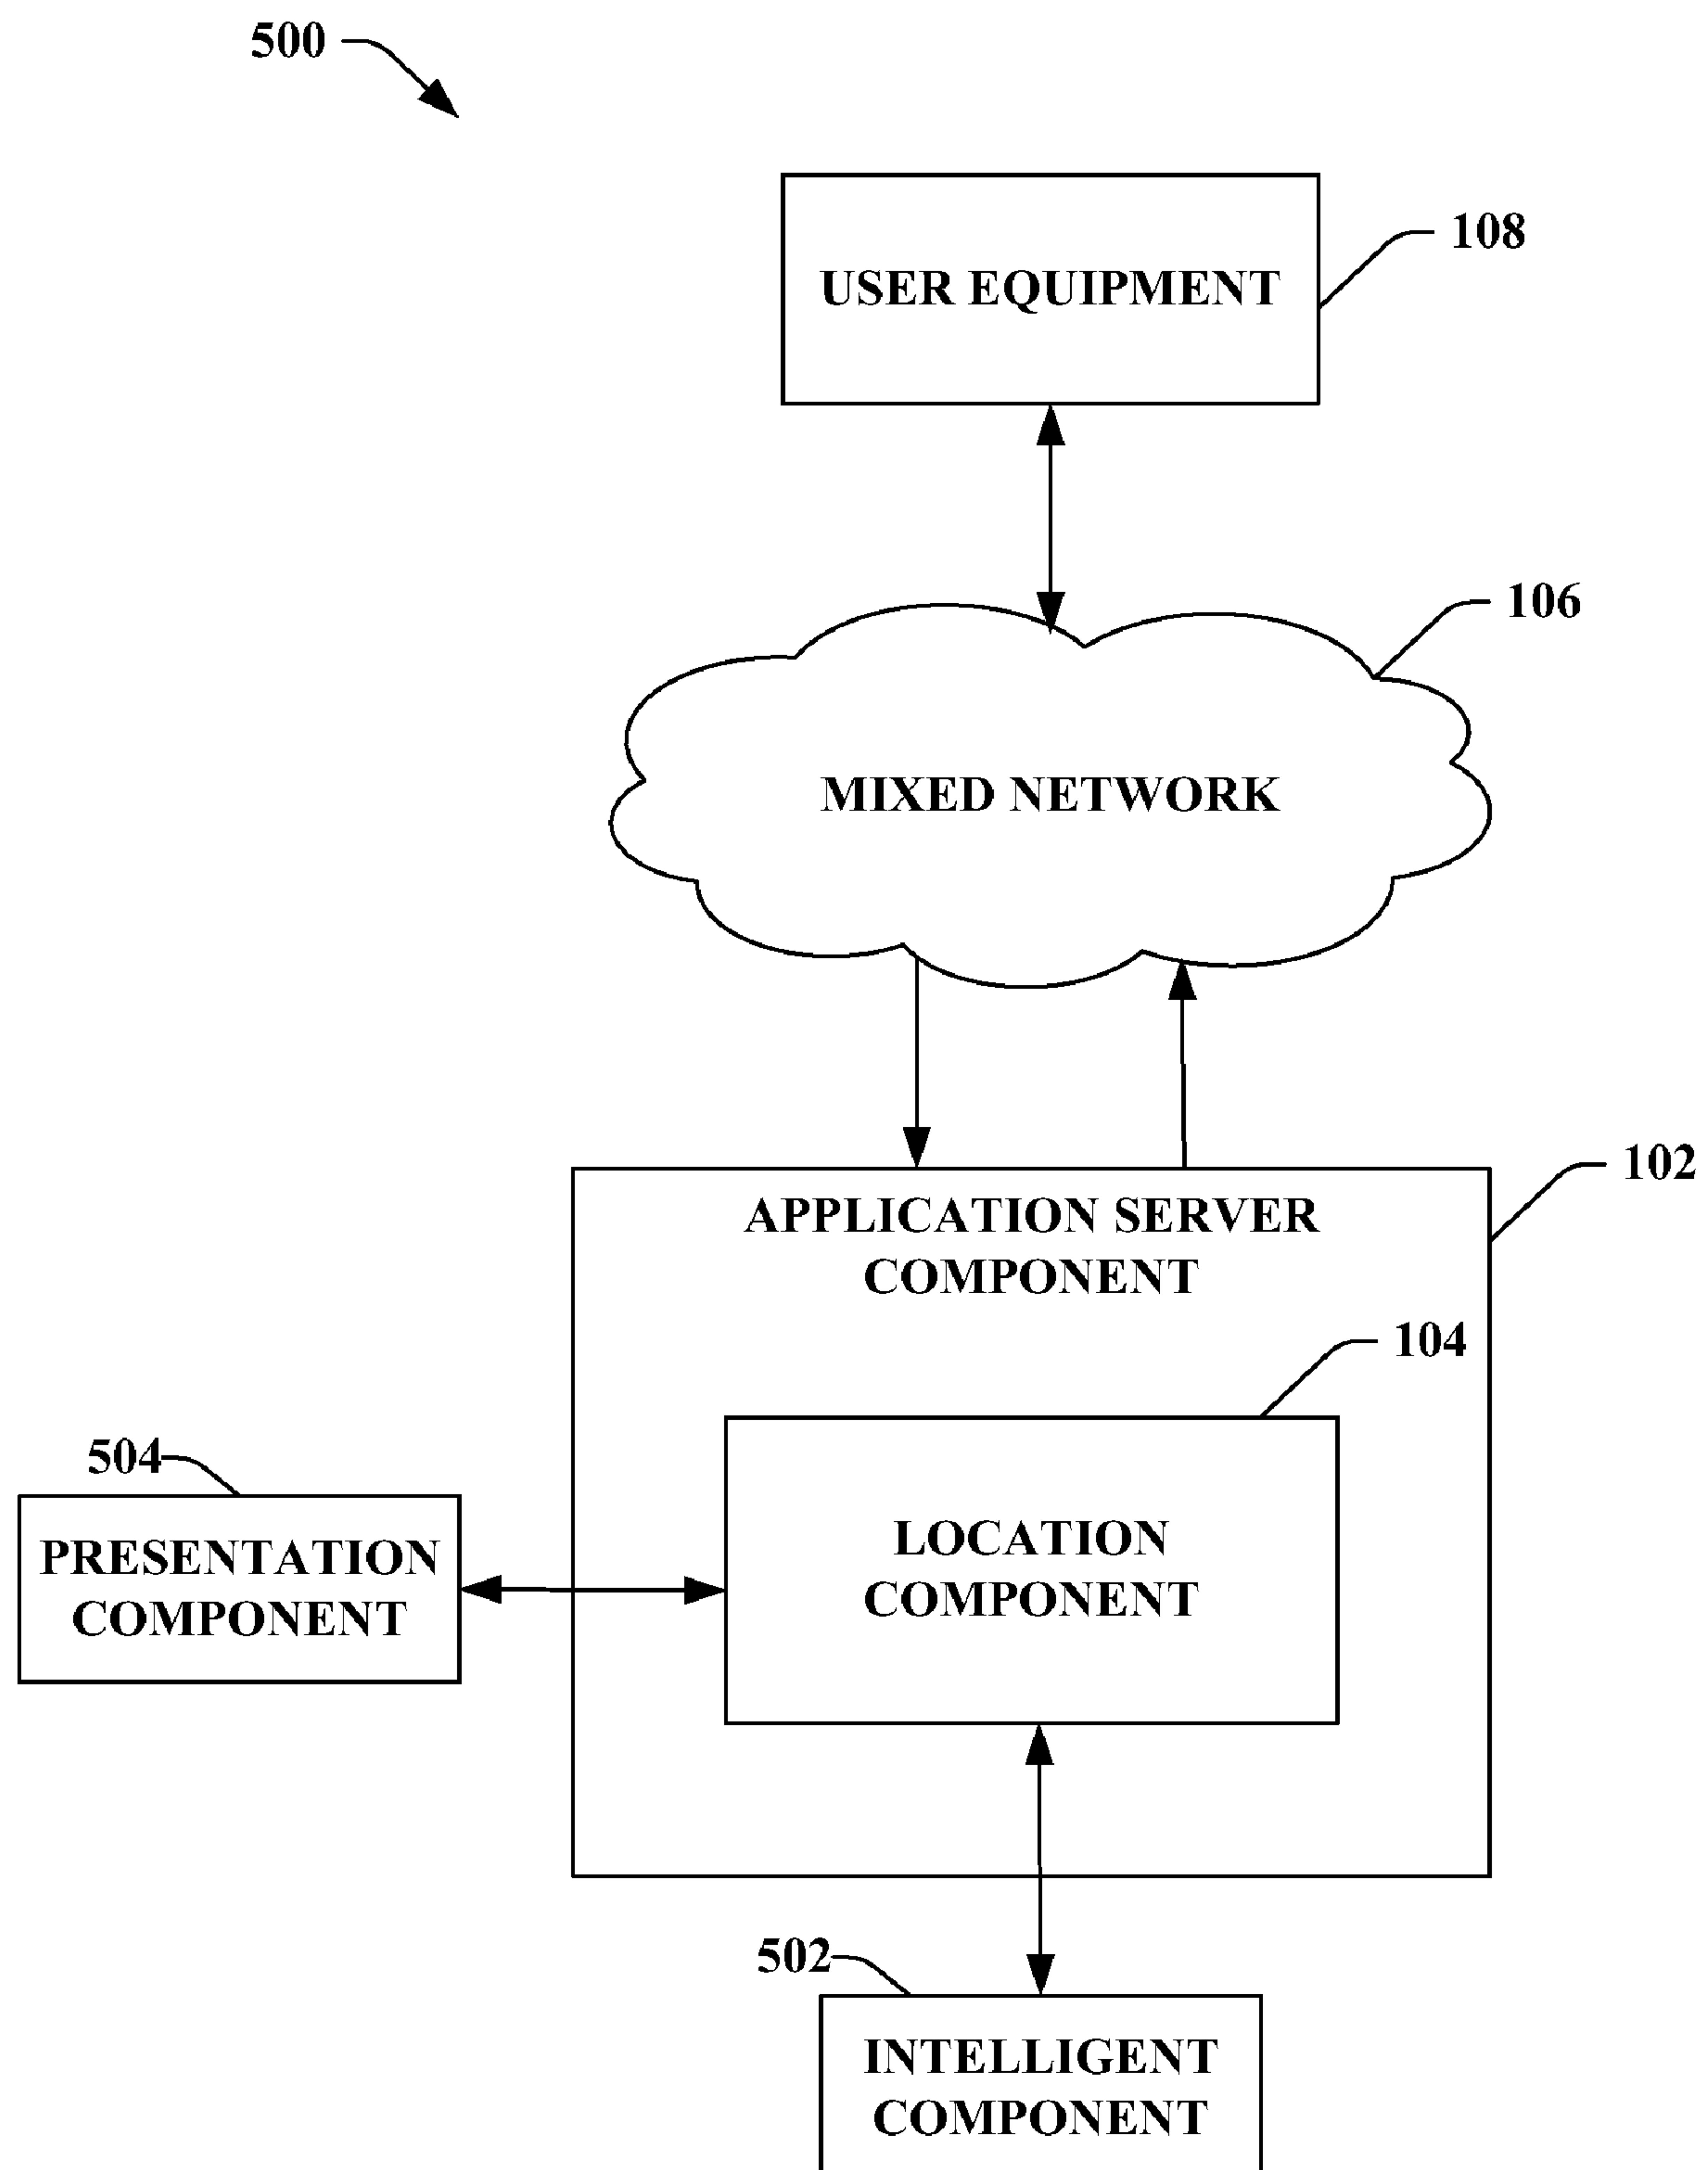 500
USER EQUIPMENT
108
106
MIXED NETWORK
102
APPLICATION SERVER
COMPONENT
104
504
PRESENTATION
COMPONENT
LOCATION
COMPONENT
502
INTELLIGENT
COMPONENT